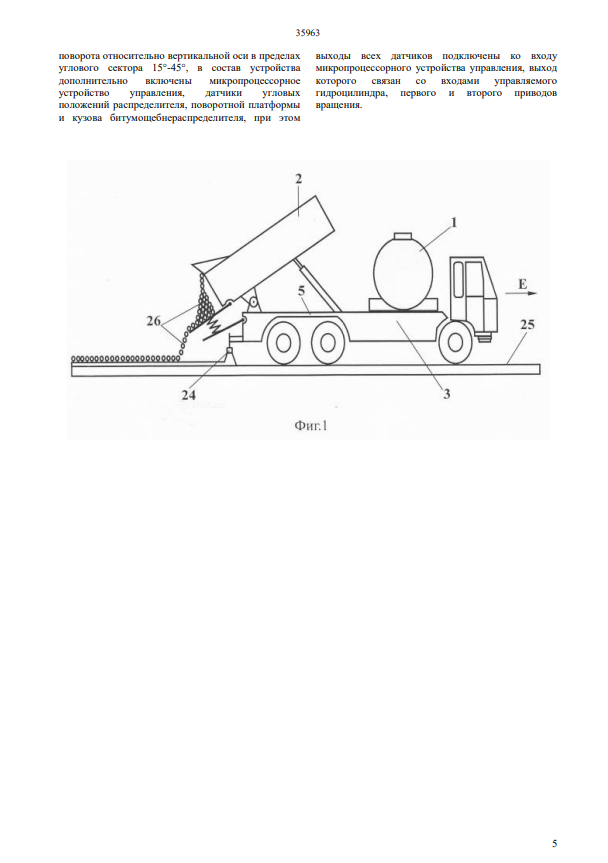 35963
поворота относительно вертикальной оси в пределах
углового сектора 15°-45°, в состав устройства
дополнительно включены микропроцессорное
устройство управления, датчики угловых
положений распределителя, поворотной платформы
и кузова битумощебнераспределителя, при этом
выходы всех датчиков подключены ко входу
микропроцессорного устройства управления, выход
которого связан со входами управляемого
гидроцилиндра, первого и второго приводов
вращения.
2
1
E
5
26
25
24
3
Фиг.1
5